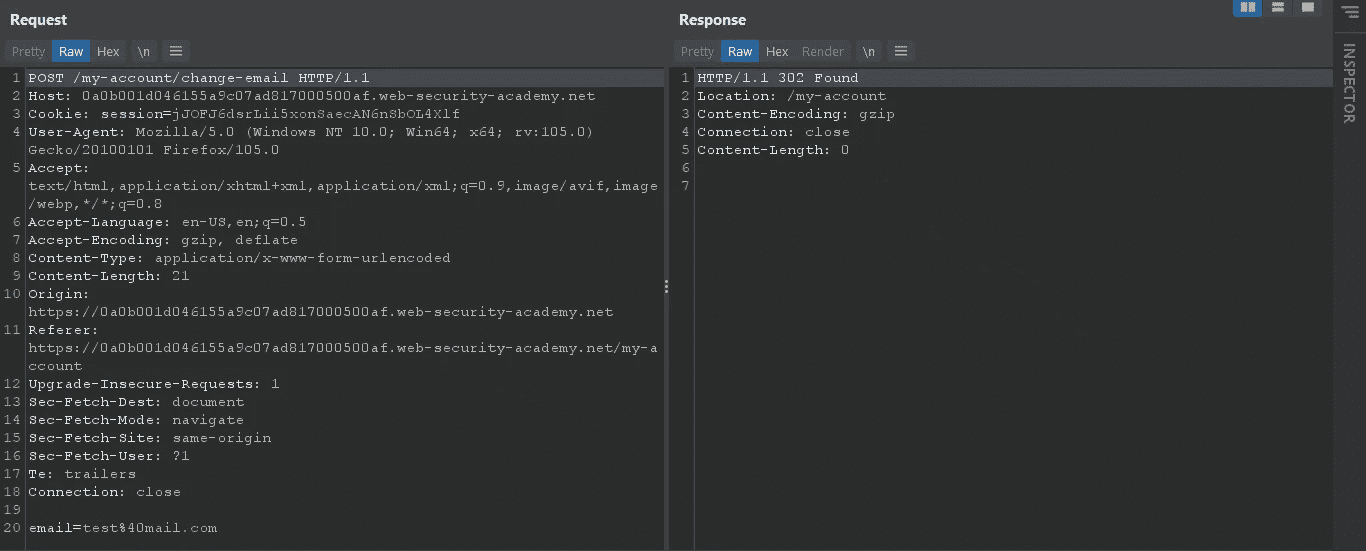 Request
Pretty Raw Hex \n
1 POST /my-account/change-email HTTP/1.1
2 Host: 0a0b001d046155a9c07ad817000500af.web-security-academy.net
3 Cookie: session=jJOFJ6dsrLii5xonSaecAN6nSbOL4Xlf
4 User-Agent: Mozilla/5.0 (Windows NT 10.0; Win64; x64; rv:105.0)
Gecko/20100101 Firefox/105.0
5 Accept:
text/html,application/xhtml+xml,application/xml;q=0.9,image/avif,image
/webp,*/*;q=0.8
6 Accept-Language: en-US,en;q=0.5
7 Accept-Encoding: gzip, deflate
8 Content-Type: application/x-www-form-urlencoded
9 Content-Length: 21
10 Origin:
https://0a0b001d046155a9c07ad817000500af.web-security-academy.net
11 Referer:
https://0a0b001d046155a9c07ad817000500af.web-security-academy.net/my-a
ccount
12 Upgrade-Insecure-Requests: 1
13 Sec-Fetch-Dest: document
14 Sec-Fetch-Mode: navigate
15 Sec-Fetch-Site: same-origin
16 Sec-Fetch-User: ?1
17 Te: trailers
18 Connection: close
19
20 email=test%40mail.com
Response
Pretty Raw Hex Render \n
1 HTTP/1.1 302 Found
2 Location: /my-account
3 Content-Encoding: gzip
4 Connection: close
5 Content-Length: 0
6
7
INSPECTOR